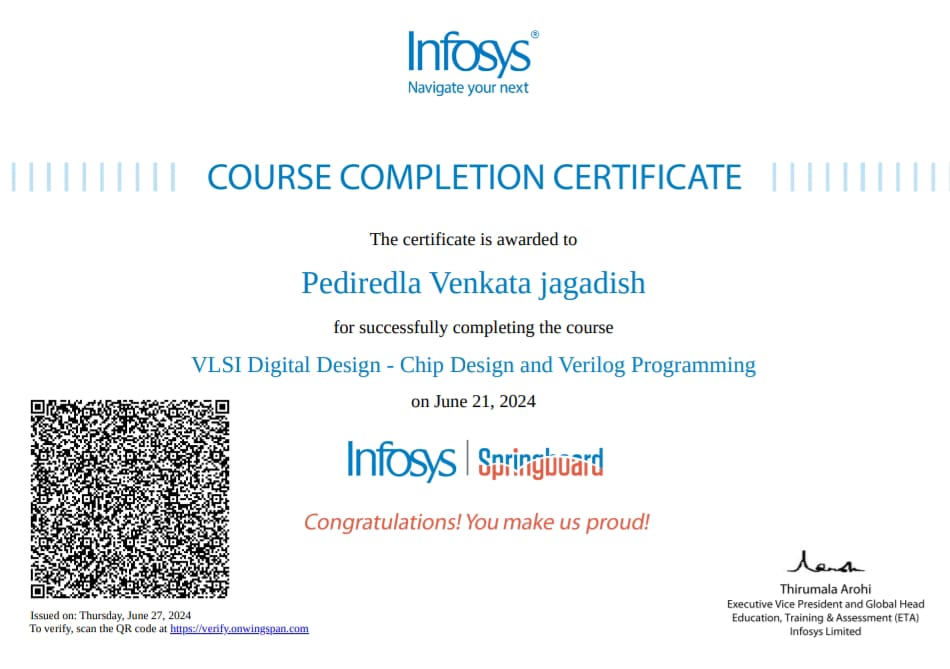 Infosys®
Navigate your next
COURSE COMPLETION CERTIFICATE
The certificate is awarded to
Pediredla Venkata jagadish
for successfully completing the course
VLSI Digital Design - Chip Design and Verilog Programming
on June 21, 2024
Infosys | Springboard
Congratulations! You make us proud!
Thirumala Arohi
Executive Vice President and Global Head
Education, Training & Assessment (ETA)
Infosys Limited
Issued on: Thursday, June 27, 2024
To verify, scan the QR code at https://verify.onwingspan.com